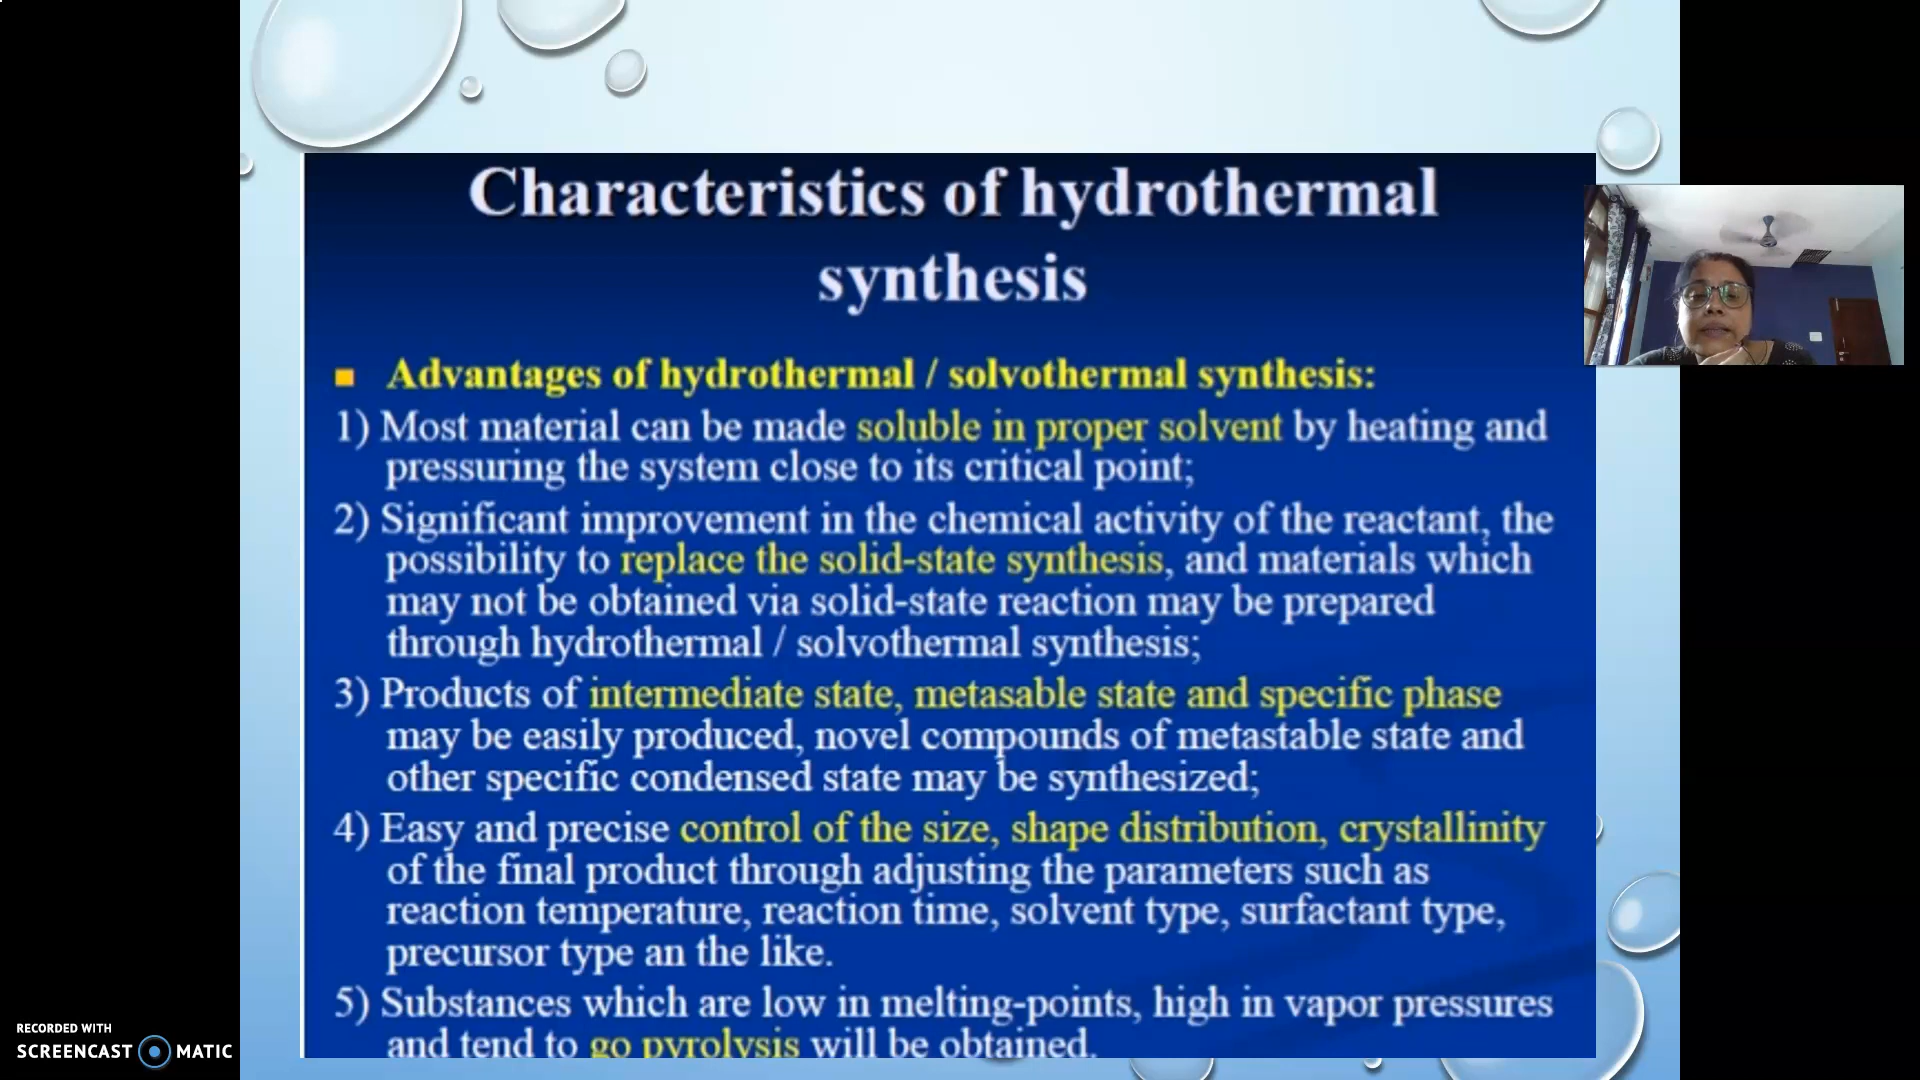 Characteristics of hydrothermal
synthesis
Advantages of hydrothermal / solvothermal synthesis:
1) Most material can be made soluble in proper solvent by heating and
pressuring the system close to its critical point;
2) Significant improvement in the chemical activity of the reactant, the
possibility to replace the solid-state synthesis, and materials which
may not be obtained via solid-state reaction may be prepared
through hydrothermal / solvothermal synthesis;
3) Products of intermediate state, metasable state and specific phase
may be easily produced, novel compounds of metastable state and
other specific condensed state may be synthesized;
4) Easy and precise control of the size, shape distribution, crystallinity
of the final product through adjusting the parameters such as
reaction temperature, reaction time, solvent type, surfactant type,
precursor type an the like.
5) Substances which are low in melting-points, high in vapor pressures
and tend to go pyrolysis will be obtained.
RECORDED WITH
SCREENCAST MATIC